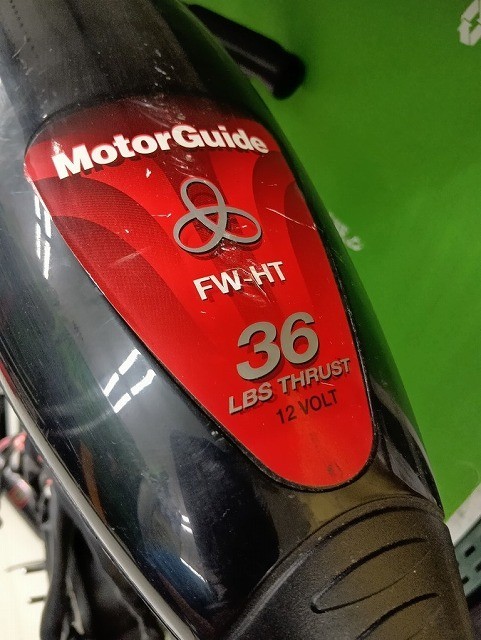 MotorGuide
FW-HT
36
LBS THRUST
12 VOLT